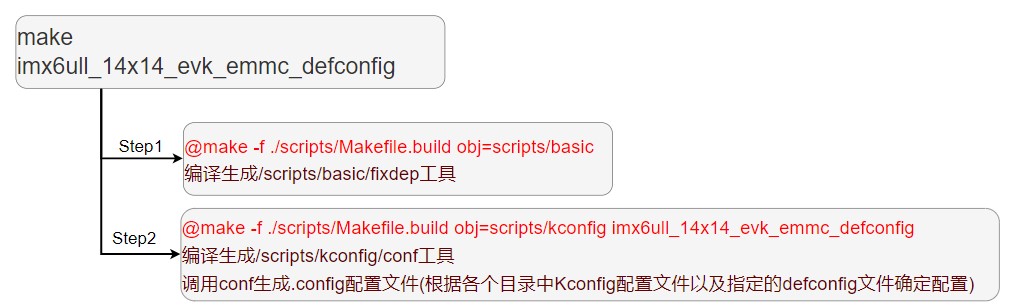 make
imx6ull_14x14_evk_emmc_defconfig
Step1
@make -f ./scripts/Makefile.build obj=scripts/basic
编译生成/scripts/basic/fixdep工具
Step2
@make -f ./scripts/Makefile.build obj=scripts/kconfig imx6ull_14x14_evk_emmc_defconfig
编译生成/scripts/kconfig/conf工具
调用conf生成.config配置文件(根据各个目录中Kconfig配置文件以及指定的defconfig文件确定配置)